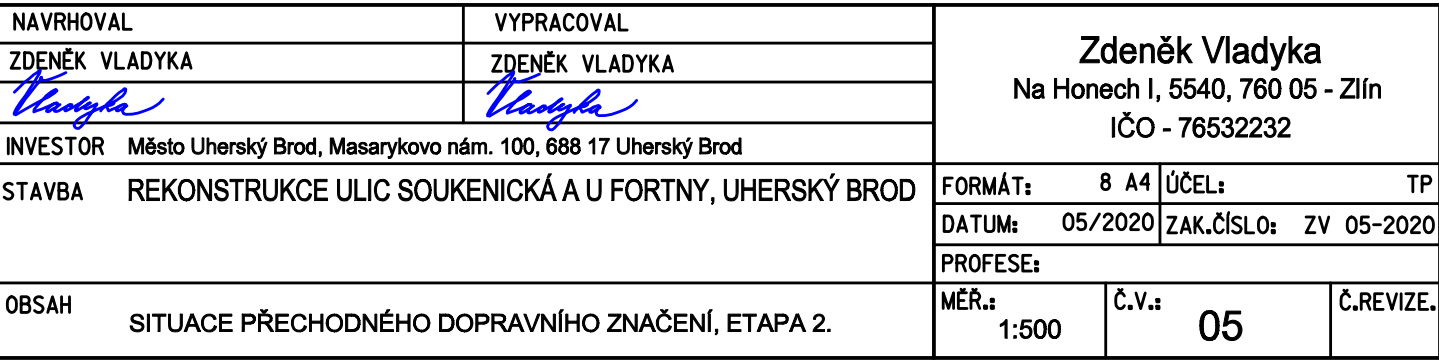 NAVRHOVAL VYPRACOVAL
ZDENĚK VLADYKA ZDENĚK VLADYKA
Vladyka Vladyka
INVESTOR Město Uherský Brod, Masarykovo nám. 100, 688 17 Uherský Brod
Zdeněk Vladyka
Na Honech I, 5540, 760 05 - Zlín
IČO - 76532232
STAVBA REKONSTRUKCE ULIC SOUKENICKÁ A U FORTNY, UHERSKÝ BROD
FORMÁT: 8 A4 ÚČEL: TP
DATUM: 05/2020 ZAK.ČÍSLO: ZV 05-2020
PROFESE:
OBSAH SITUACE PŘECHODNÉHO DOPRAVNÍHO ZNAČENÍ, ETAPA 2.
MĚŘ.: 1:500 Č.V.: 05 Č.REVIZE.